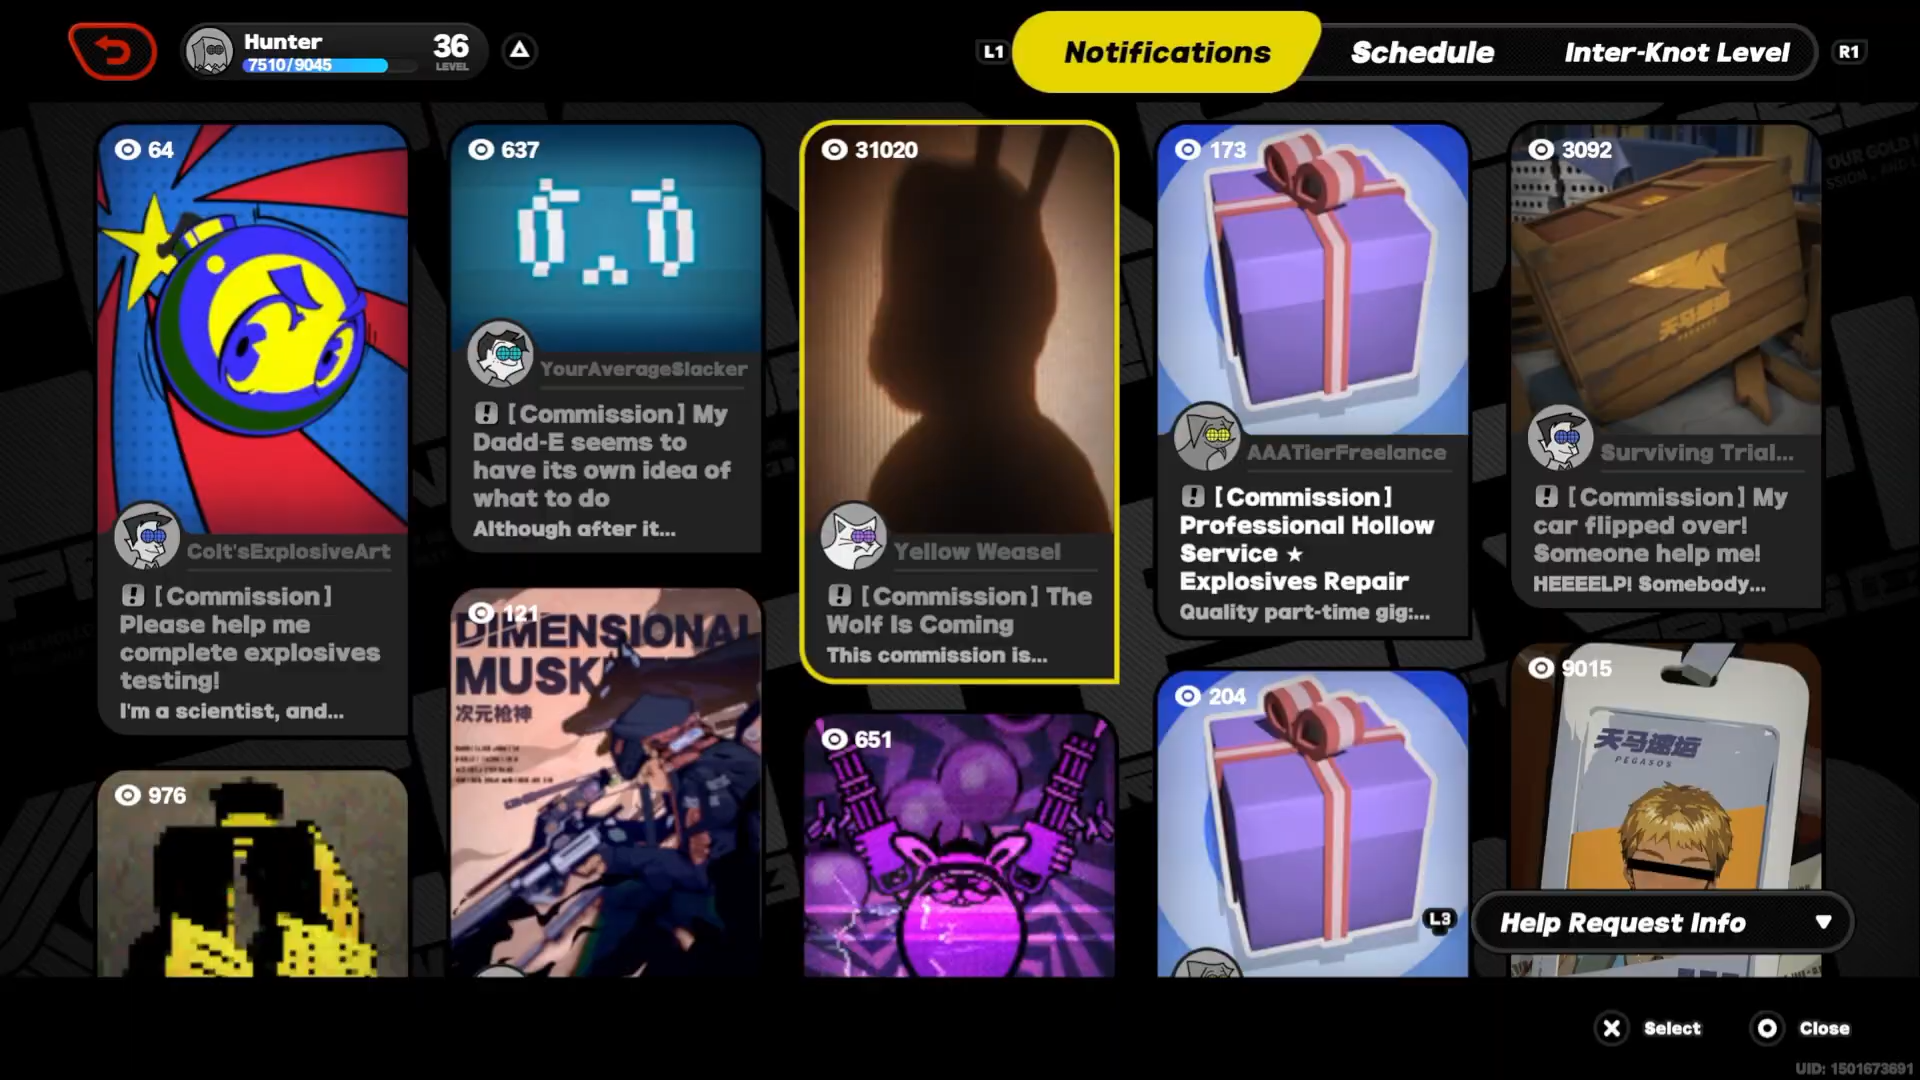 Hunter
7510/9045
36
LEVEL
L1
Notifications
Schedule
Inter-Knot Level
R1
64
Colt'sExplosiveArt
[Commission]
Please help me
complete explosives
testing!
I'm a scientist, and...
976
637
YourAverageSlacker
[Commission] My
Dadd-E seems to
have its own idea of
what to do
Although after it...
121
DIMENSIONAL
次元枪神
31020
Yellow Weasel
[Commission] The
Wolf Is Coming
This commission is...
651
173
AAATierFreelance
[Commission]
Professional Hollow
Service ★
Explosives Repair
Quality part-time gig:...
204
3092
天马速运
PEGASUS
Surviving Trial...
[Commission] My
car flipped over!
Someone help me!
HEEEELP! Somebody...
9015
天马速运
PEGASOS
L3
Help Request Info
Select
Close
UID: 1501673691